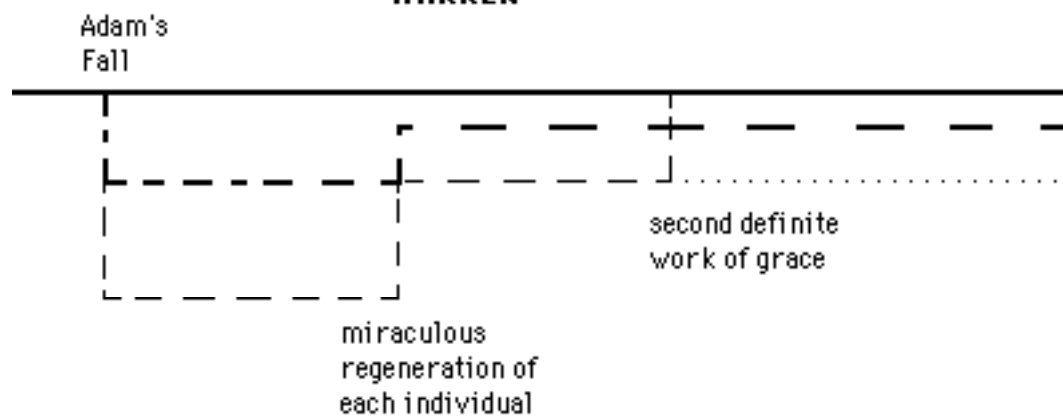 Adam's
Fall
second definite
work of grace
miraculous
regeneration of
each individual